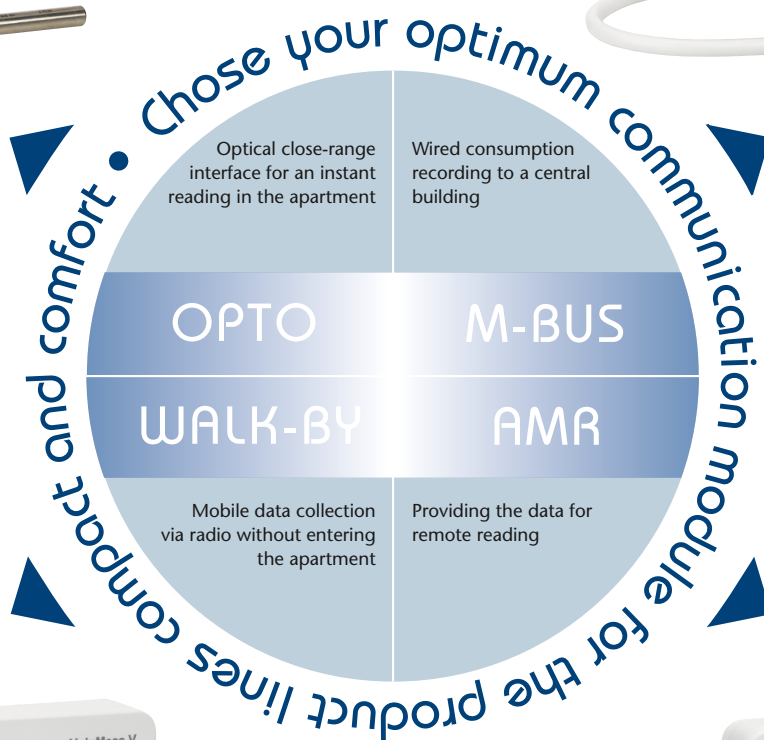 Chose your optimum communication module for the product lines compact and comfort •
Optical close-range
interface for an instant
reading in the apartment
Wired consumption
recording to a central
building
OPTO
M-BUS
WALK-BY
AMR
Mobile data collection
via radio without entering
the apartment
Providing the data for
remote reading